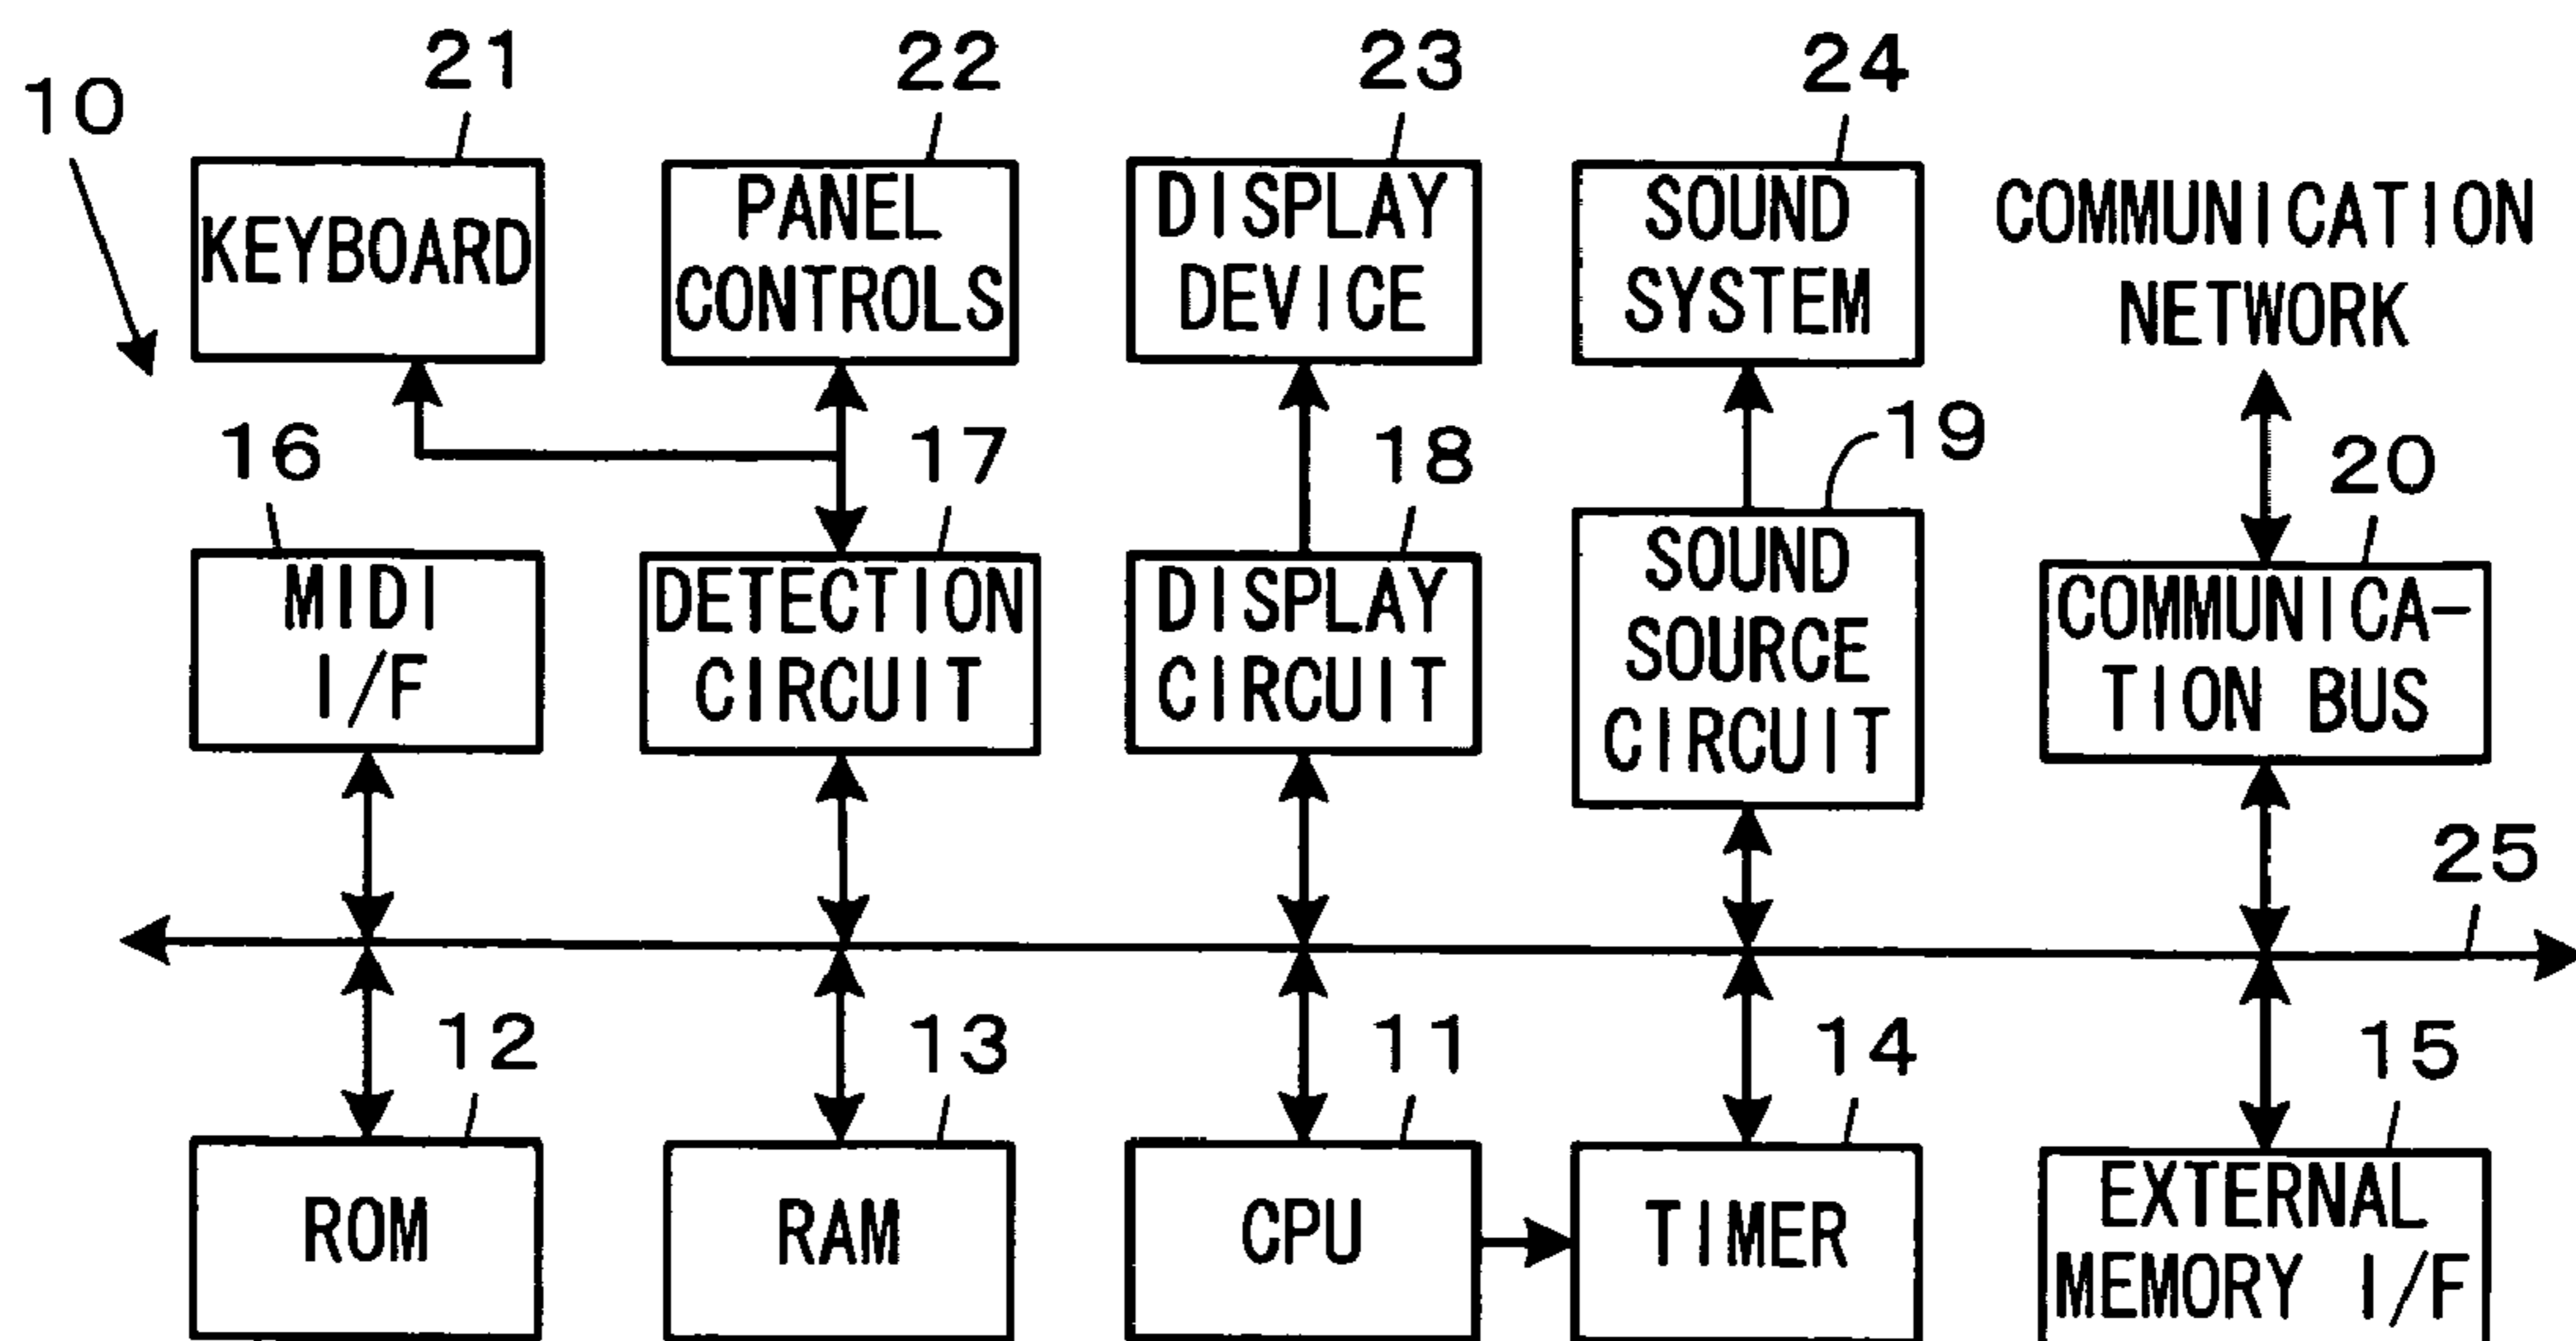 10
21
22
23
24
KEYBOARD
PANEL
CONTROLS
DISPLAY
DEVICE
SOUND
SYSTEM
COMMUNICATION
NETWORK
16
17
18
19
20
MIDI
I/F
DETECTION
CIRCUIT
DISPLAY
CIRCUIT
SOUND
SOURCE
CIRCUIT
COMMUNICA-
TION BUS
25
12
13
11
14
15
ROM
RAM
CPU
TIMER
EXTERNAL
MEMORY I/F